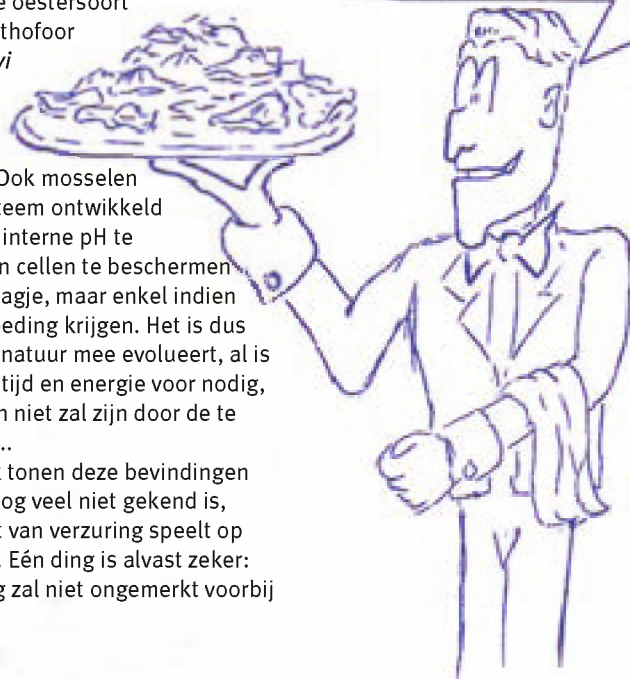 oestersoort
thofoor
vi
Ook mosselen
teem ontwikkeld
interne pH te
n cellen te beschermen
agje, maar enkel indien
eding krijgen. Het is dus
natuur mee evolueert, al is
tijd en energie voor nodig,
n niet zal zijn door de te
..
tonen deze bevindingen
og veel niet gekend is,
t van verzuring speelt op
. Eén ding is alvast zeker:
g zal niet ongemerkt voorbij